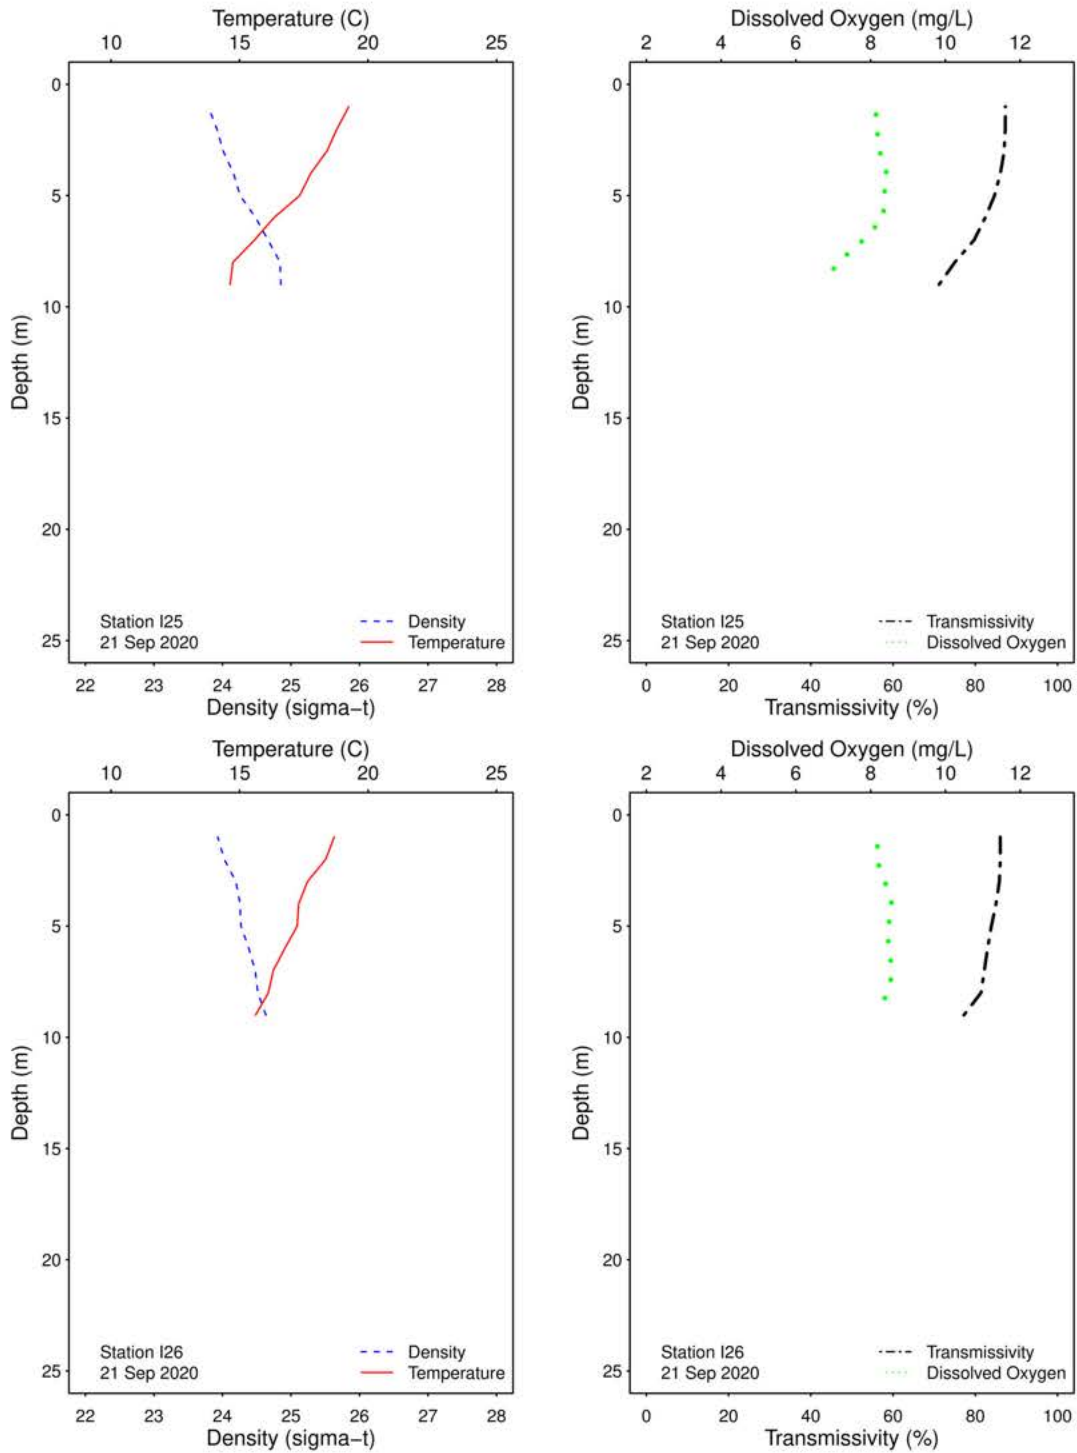 Temperature (C)
10 15 20 25
0
5
10
15
20
25
Depth (m)
Station I25
21 Sep 2020
Density
Temperature
22 23 24 25 26 27 28
Density (sigma−t)
Dissolved Oxygen (mg/L)
2 4 6 8 10 12
0
5
10
15
20
25
Depth (m)
Station I25
21 Sep 2020
Transmissivity
Dissolved Oxygen
0 20 40 60 80 100
Transmissivity (%)
Temperature (C)
10 15 20 25
0
5
10
15
20
25
Depth (m)
Station I26
21 Sep 2020
Density
Temperature
22 23 24 25 26 27 28
Density (sigma−t)
Dissolved Oxygen (mg/L)
2 4 6 8 10 12
0
5
10
15
20
25
Depth (m)
Station I26
21 Sep 2020
Transmissivity
Dissolved Oxygen
0 20 40 60 80 100
Transmissivity (%)